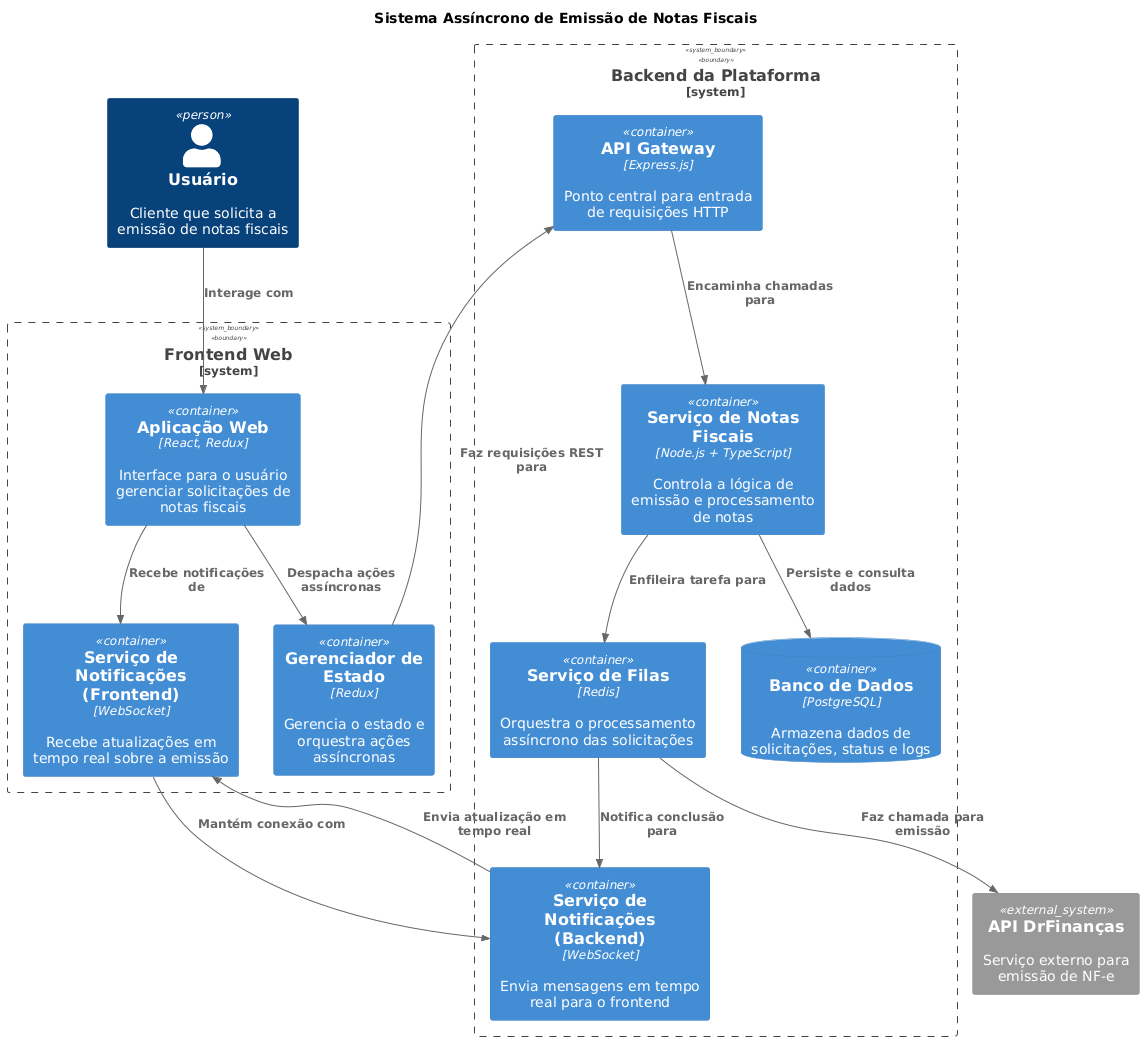 Sistema Assíncrono de Emissão de Notas Fiscais
«person»
Usuário
Cliente que solicita a
emissão de notas fiscais
Interage com
«system_boundary»
«boundary»
Frontend Web
[system]
«container»
Aplicação Web
[React, Redux]
Interface para o usuário
gerenciar solicitações de
notas fiscais
Recebe notificações
de
Despacha ações
assíncronas
«container»
Serviço de
Notificações
(Frontend)
[WebSocket]
Recebe atualizações em
tempo real sobre a emissão
«container»
Gerenciador de
Estado
[Redux]
Gerencia o estado e
orquestra ações
assíncronas
Faz requisições REST
para
«system_boundary»
«boundary»
Backend da Plataforma
[system]
«container»
API Gateway
[Express.js]
Ponto central para entrada
de requisições HTTP
Encaminha chamadas
para
«container»
Serviço de Notas
Fiscais
[Node.js + TypeScript]
Controla a lógica de
emissão e processamento
de notas
Enfileira tarefa para
Persiste e consulta
dados
«container»
Serviço de Filas
[Redis]
Orquestra o processamento
assíncrono das solicitações
«container»
Banco de Dados
[PostgreSQL]
Armazena dados de
solicitações, status e logs
Mantém conexão com
Envia atualização em
tempo real
Notifica conclusão
para
Faz chamada para
emissão
«container»
Serviço de
Notificações
(Backend)
[WebSocket]
Envia mensagens em tempo
real para o frontend
«external_system»
API DrFinanças
Serviço externo para
emissão de NF-e